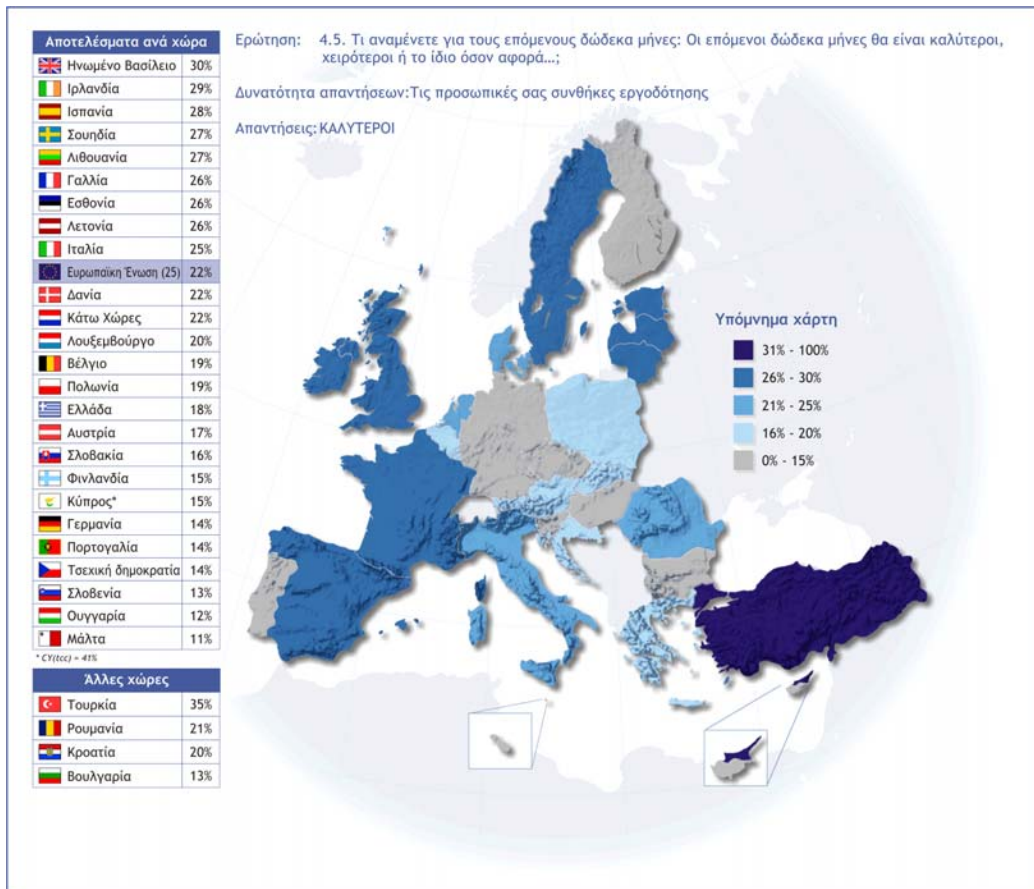 Αποτελέσματα ανά χώρα
Ηνωμένο Βασίλειο 30%
Ιρλανδία 29%
Ισπανία 28%
Σουηδία 27%
Λιθουανία 27%
Γαλλία 26%
Εσθονία 26%
Λετονία 26%
Ιταλία 25%
Ευρωπαϊκη Ένωση (25) 22%
Δανία 22%
Κάτω Χώρες 22%
Λουξεμβούργο 20%
Βέλγιο 19%
Πολωνία 19%
Ελλάδα 18%
Αυστρία 17%
Σλοβακία 16%
Φινλανδία 15%
Κύπρος* 15%
Γερμανία 14%
Πορτογαλία 14%
Τσεχική δημοκρατία 14%
Σλοβενία 13%
Ουγγαρία 12%
Μάλτα 11%
* CY(tcc) = 41%
Άλλες χώρες
Τουρκία 35%
Ρουμανία 21%
Κροατία 20%
Βουλγαρία 13%
Ερώτηση: 4.5. Τι αναμένετε για τους επόμενους δώδεκα μήνες: Οι επόμενοι δώδεκα μήνες θα είναι καλύτεροι,
χειρότεροι ή το ίδιο όσον αφορά...;
Δυνατότητα απαντήσεων:Τις προσωπικές σας συνθήκες εργοδότησης
Απαντήσεις: ΚΑΛΥΤΕΡΟΙ
Υπόμνημα χάρτη
31% - 100%
26% - 30%
21% - 25%
16% - 20%
0% - 15%